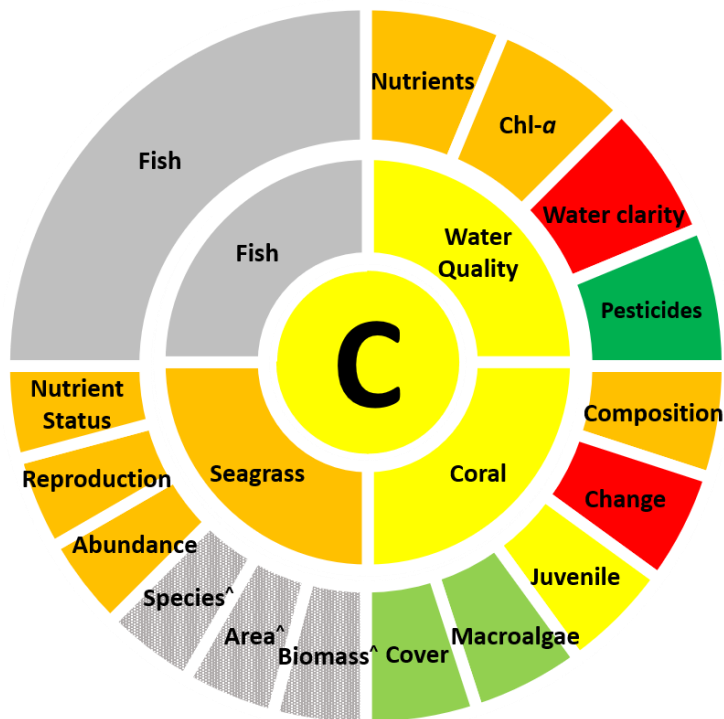 Nutrients
Chl-a
Fish
Water clarity
Water
Quality
Fish
Pesticides
C
Nutrient
Status
Composition
Reproduction
Seagrass
Coral
Change
Abundance
Juvenile
Species^
Area^
Biomass^
Cover
Macroalgae